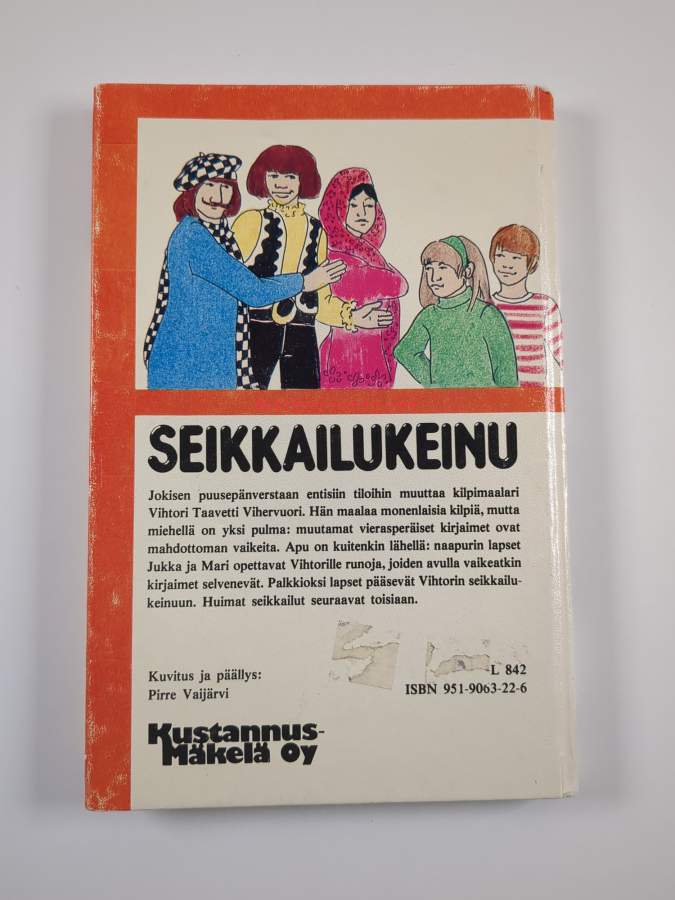 SEIKKAILUKEINU
Jokisen puusepänverstaan entisiin tiloihin muuttaa kilpimaalari
Vihtori Taavetti Vihervuori. Hän maalaa monenlaisia kilpiä, mutta
miehellä on yksi pulma: muutamat vierasperäiset kirjaimet ovat
mahdottoman vaikeita. Apu on kuitenkin lähellä: naapurin lapset
Jukka ja Mari opettavat Vihtorille runoja, joiden avulla vaikeatkin
kirjaimet selvenevät. Palkkioksi lapset pääsevät Vihtorin seikkailu-
keinuun. Huimat seikkailut seuraavat toisiaan.
L 842
Kuvitus ja päällys:
ISBN 951-9063-22-6
Pirre Vaijärvi
Kustannus-
Mäkelä Oy